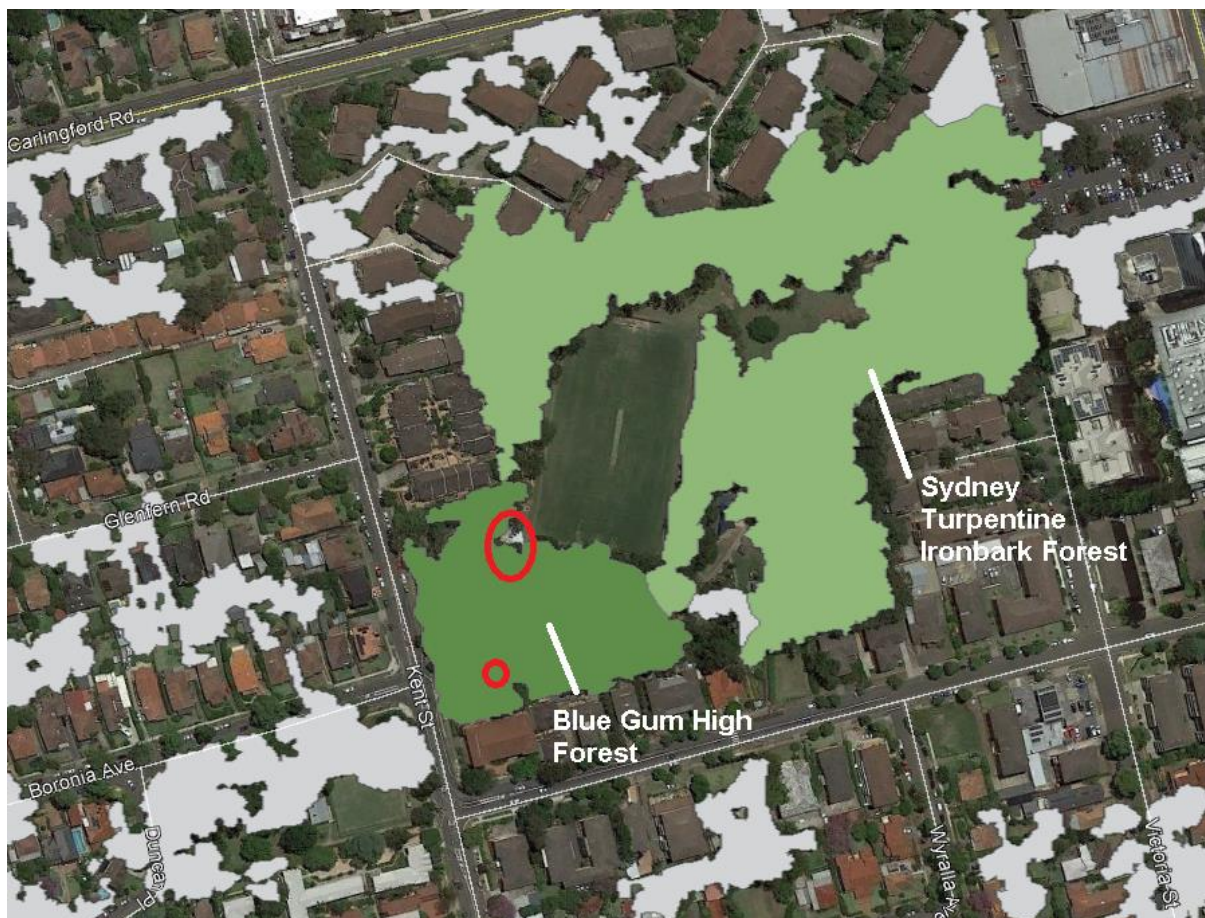 Carlingford Rd
Glenfern Rd
Sydney
Turpentine
Ironbark Forest
Kent St
Blue Gum High
Forest
Boronia Ave
Wyralla Av
Victoria St